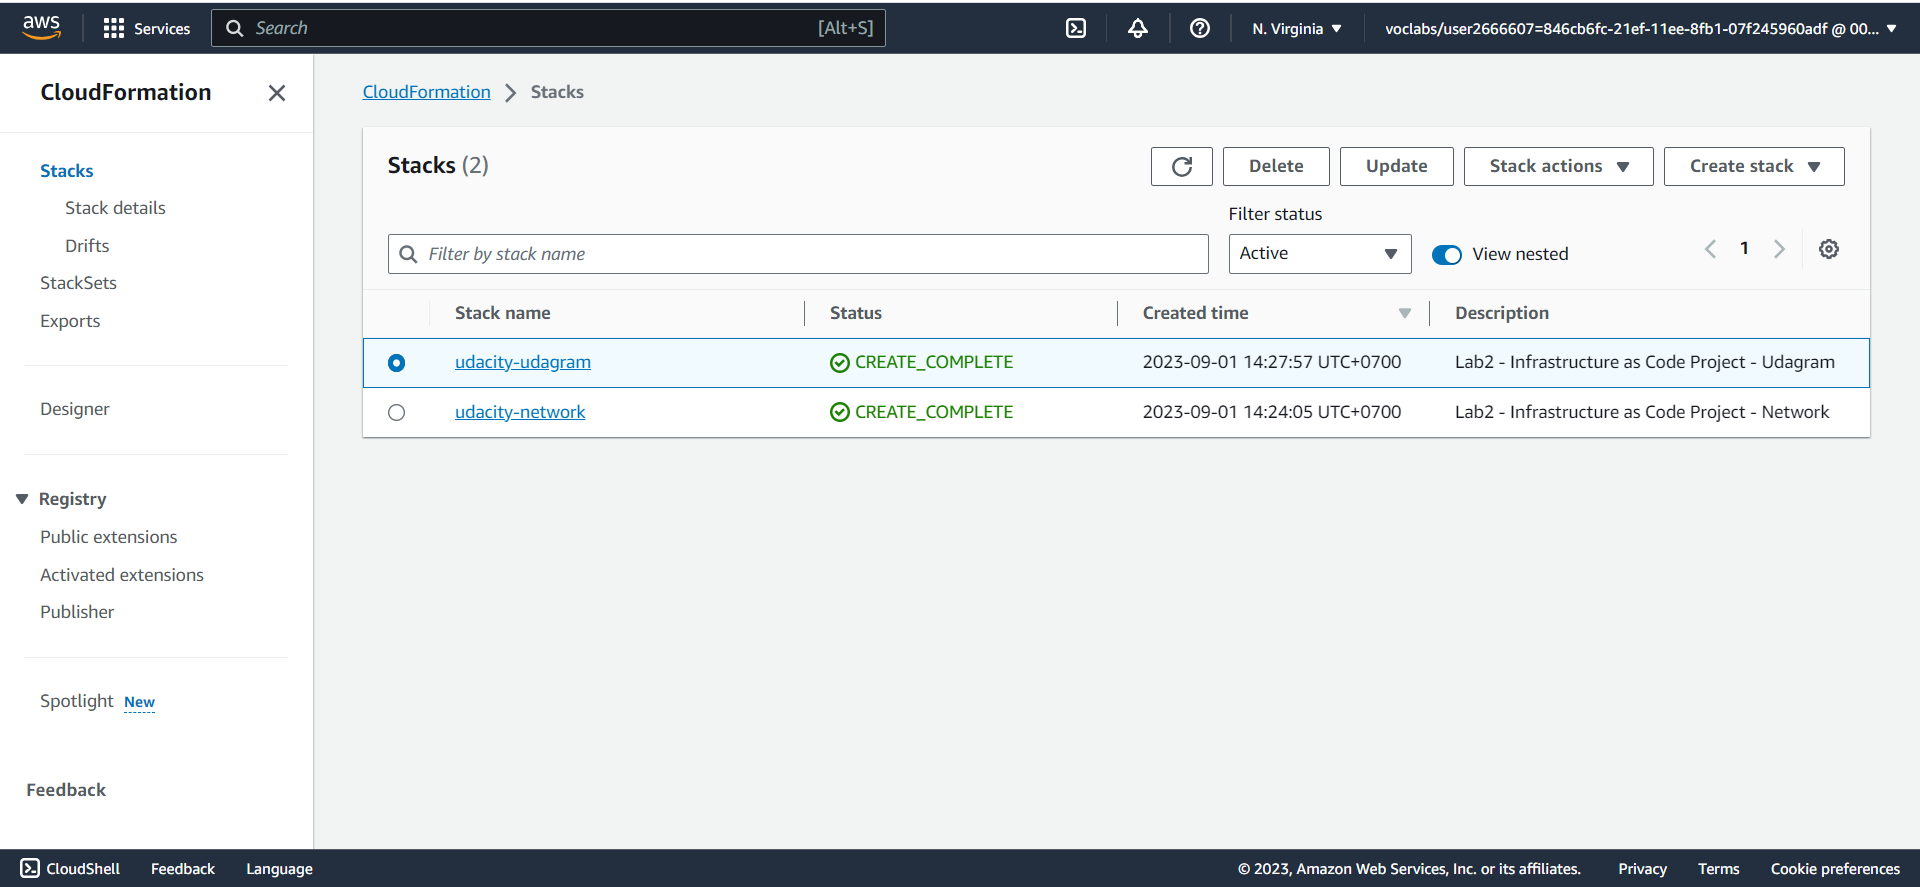 aws Services Search [Alt+S] N. Virginia voclabs/user2666607=846cb6fc-21ef-11ee-8fb1-07f245960adf @ 00...
CloudFormation
Stacks
Stack details
Drifts
StackSets
Exports
Designer
Registry
Public extensions
Activated extensions
Publisher
Spotlight New
Feedback
CloudFormation Stacks
Stacks (2) Delete Update Stack actions Create stack
Filter status
Filter by stack name Active View nested 1
Stack name Status Created time Description
udacity-udagram CREATE_COMPLETE 2023-09-01 14:27:57 UTC+0700 Lab2 - Infrastructure as Code Project - Udagram
udacity-network CREATE_COMPLETE 2023-09-01 14:24:05 UTC+0700 Lab2 - Infrastructure as Code Project - Network
CloudShell Feedback Language © 2023, Amazon Web Services, Inc. or its affiliates. Privacy Terms Cookie preferences